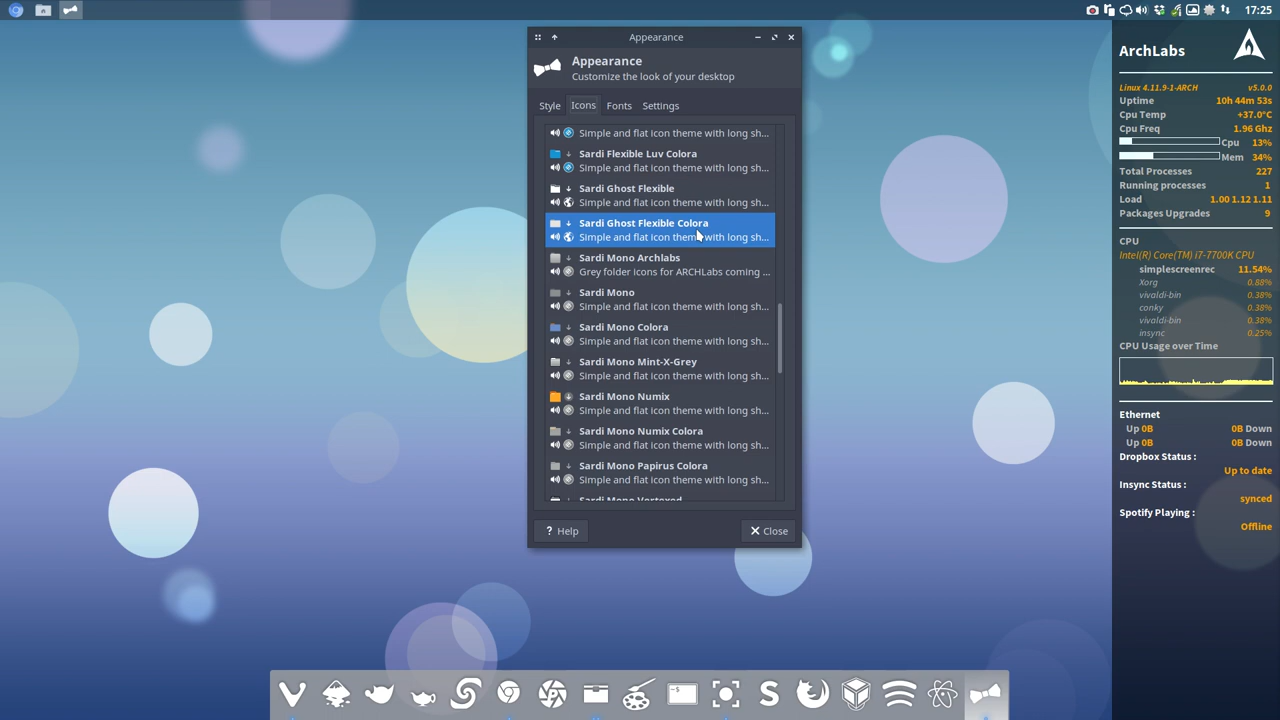 17:25
Appearance
Appearance
Customize the look of your desktop
Style Icons Fonts Settings
Simple and flat icon theme with long sh...
Sardi Flexible Luv Colora
Simple and flat icon theme with long sh...
Sardi Ghost Flexible
Simple and flat icon theme with long sh...
Sardi Ghost Flexible Colora
Simple and flat icon theme with long sh...
Sardi Mono Archlabs
Grey folder icons for ARCHLabs coming ...
Sardi Mono
Simple and flat icon theme with long sh...
Sardi Mono Colora
Simple and flat icon theme with long sh...
Sardi Mono Mint-X-Grey
Simple and flat icon theme with long sh...
Sardi Mono Numix
Simple and flat icon theme with long sh...
Sardi Mono Numix Colora
Simple and flat icon theme with long sh...
Sardi Mono Papirus Colora
Simple and flat icon theme with long sh...
Sardi Mono Vertexed
? Help
Close
ArchLabs
Linux 4.11.9-1-ARCH v5.0.0
Uptime 10h 44m 53s
Cpu Temp +37.0°C
Cpu Freq 1.96 Ghz
Cpu 13%
Mem 34%
Total Processes 227
Running processes 1
Load 1.00 1.12 1.11
Packages Upgrades 9
CPU
Intel(R) Core(TM) i7-7700K CPU
simplescreenrec 11.54%
Xorg 0.88%
vivaldi-bin 0.38%
conky 0.38%
vivaldi-bin 0.38%
insync 0.25%
CPU Usage over Time
Ethernet
Up 0B 0B Down
Up 0B 0B Down
Dropbox Status :
Up to date
Insync Status :
synced
Spotify Playing :
Offline